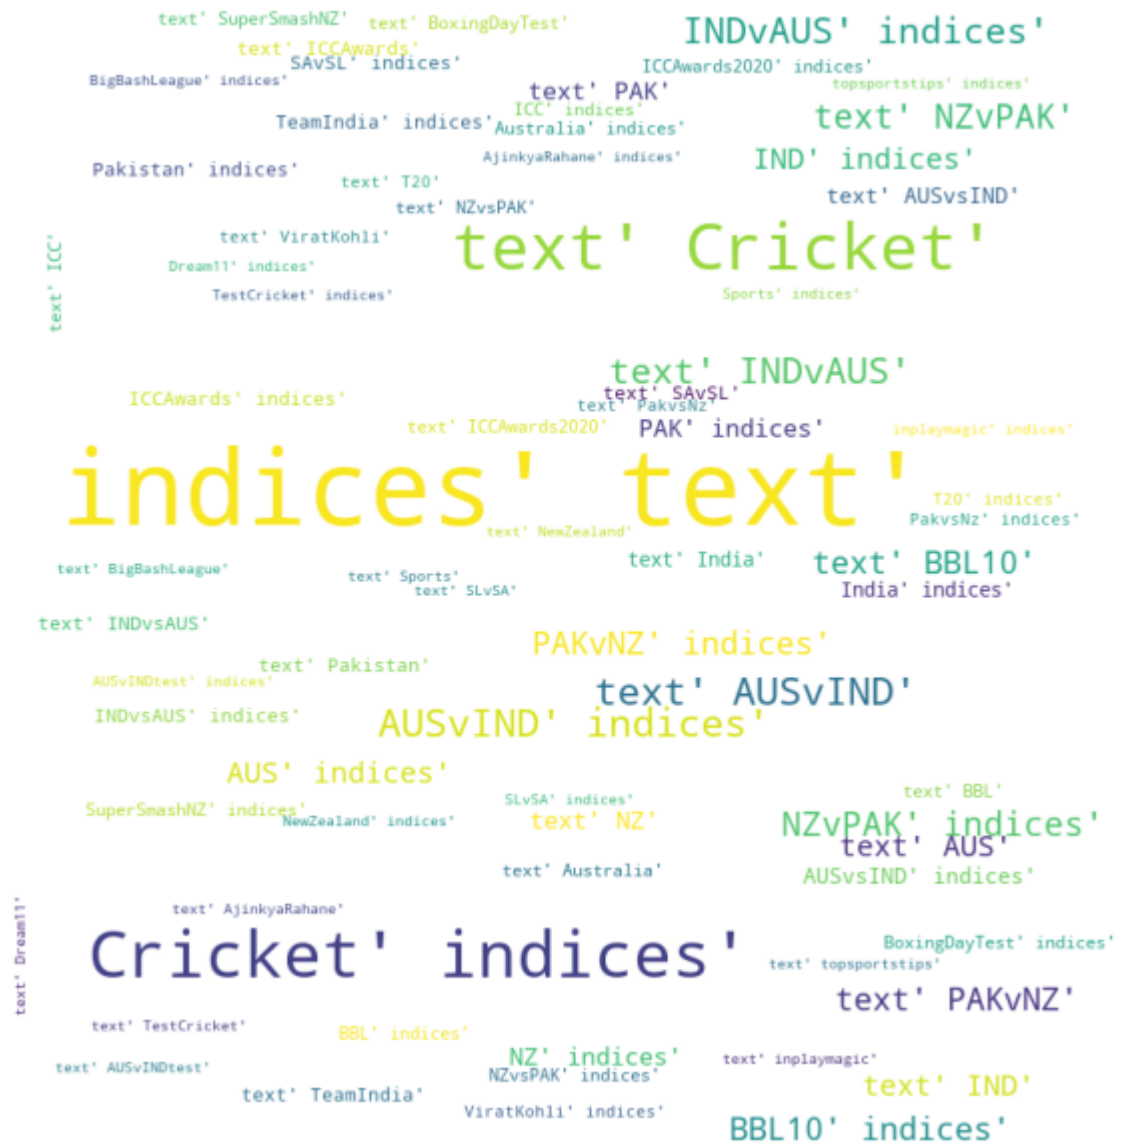 text' SuperSmashNZ'
text' BoxingDayTest'
INDvAUS' indices'
text' ICCAwards'
SAvSL' indices'
ICCAwards2020' indices'
BigBashLeague' indices'
topsportstips' indices'
text' PAK'
ICC' indices'
text' NZvPAK'
TeamIndia' indices'
Australia' indices'
AjinkyaRahane' indices'
IND' indices'
Pakistan' indices'
text' T20'
text' AUSvsIND'
text' NZvsPAK'
text' ViratKohli'
text' Cricket'
text' ICC'
Dream11' indices'
TestCricket' indices'
Sports' indices'
text' INDvAUS'
text' SAvSL'
ICCAwards' indices'
text' PakvsNz'
text' ICCAwards2020'
PAK' indices'
inplaymagic' indices'
indices' text'
T20' indices'
PakvsNz' indices'
text' NewZealand'
text' India'
text' BBL10'
text' BigBashLeague'
text' Sports'
text' SLvSA'
India' indices'
text' INDvsAUS'
PAKvNZ' indices'
text' Pakistan'
AUSvINDtest' indices'
text' AUSvIND'
INDvsAUS' indices'
AUSvIND' indices'
AUS' indices'
text' BBL'
SLvSA' indices'
SuperSmashNZ' indices'
NewZealand' indices'
text' NZ'
NZvPAK' indices'
text' AUS'
text' Australia'
AUSvsIND' indices'
text' AjinkyaRahane'
text' Dream11'
Cricket' indices'
BoxingDayTest' indices'
text' topsportstips'
text' PAKvNZ'
text' TestCricket'
BBL' indices'
NZ' indices'
text' inplaymagic'
text' AUSvINDtest'
NZvsPAK' indices'
text' IND'
text' TeamIndia'
ViratKohli' indices'
BBL10' indices'